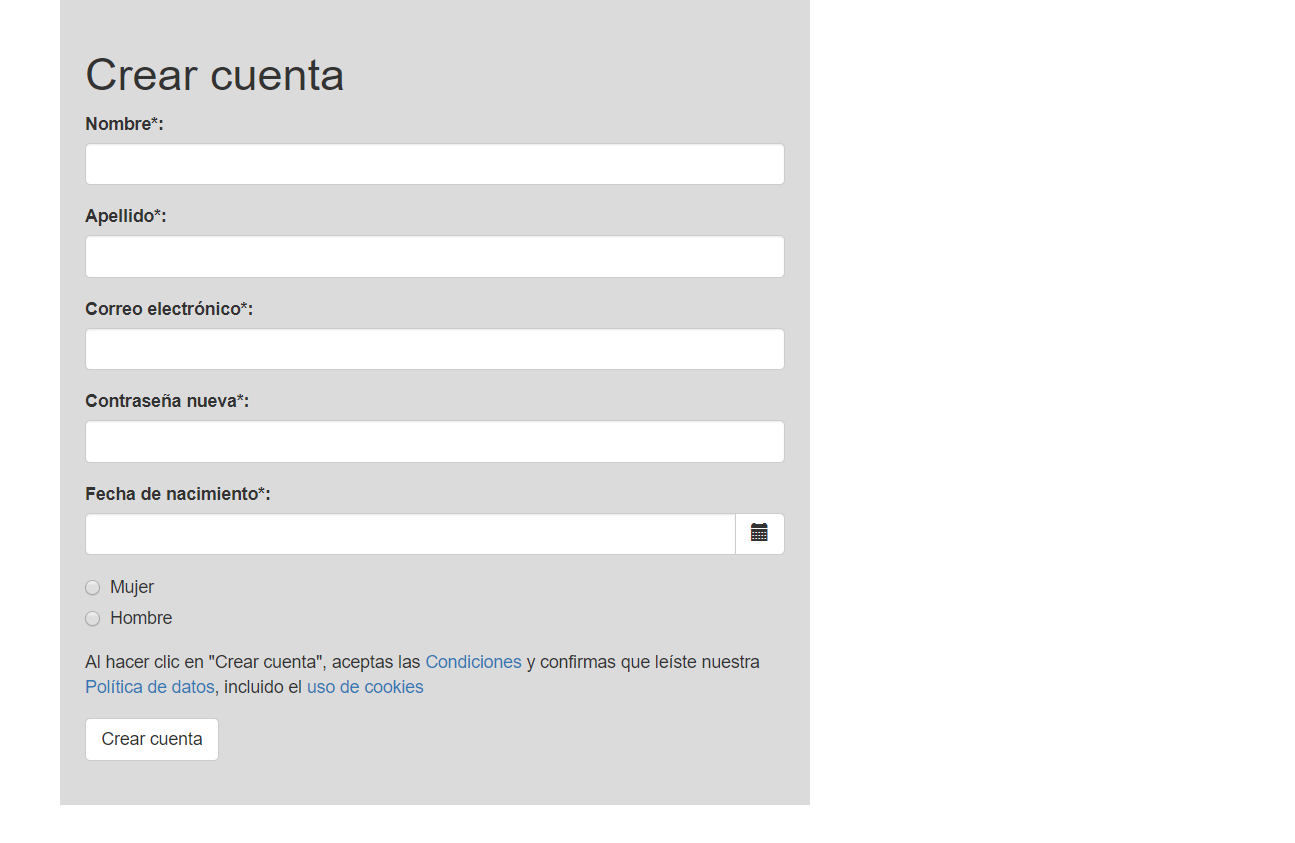 Crear cuenta
Nombre*:
Apellido*:
Correo electrónico*:
Contraseña nueva*:
Fecha de nacimiento*:
Mujer
Hombre
Al hacer clic en "Crear cuenta", aceptas las Condiciones y confirmas que leíste nuestra
Política de datos, incluido el uso de cookies
Crear cuenta